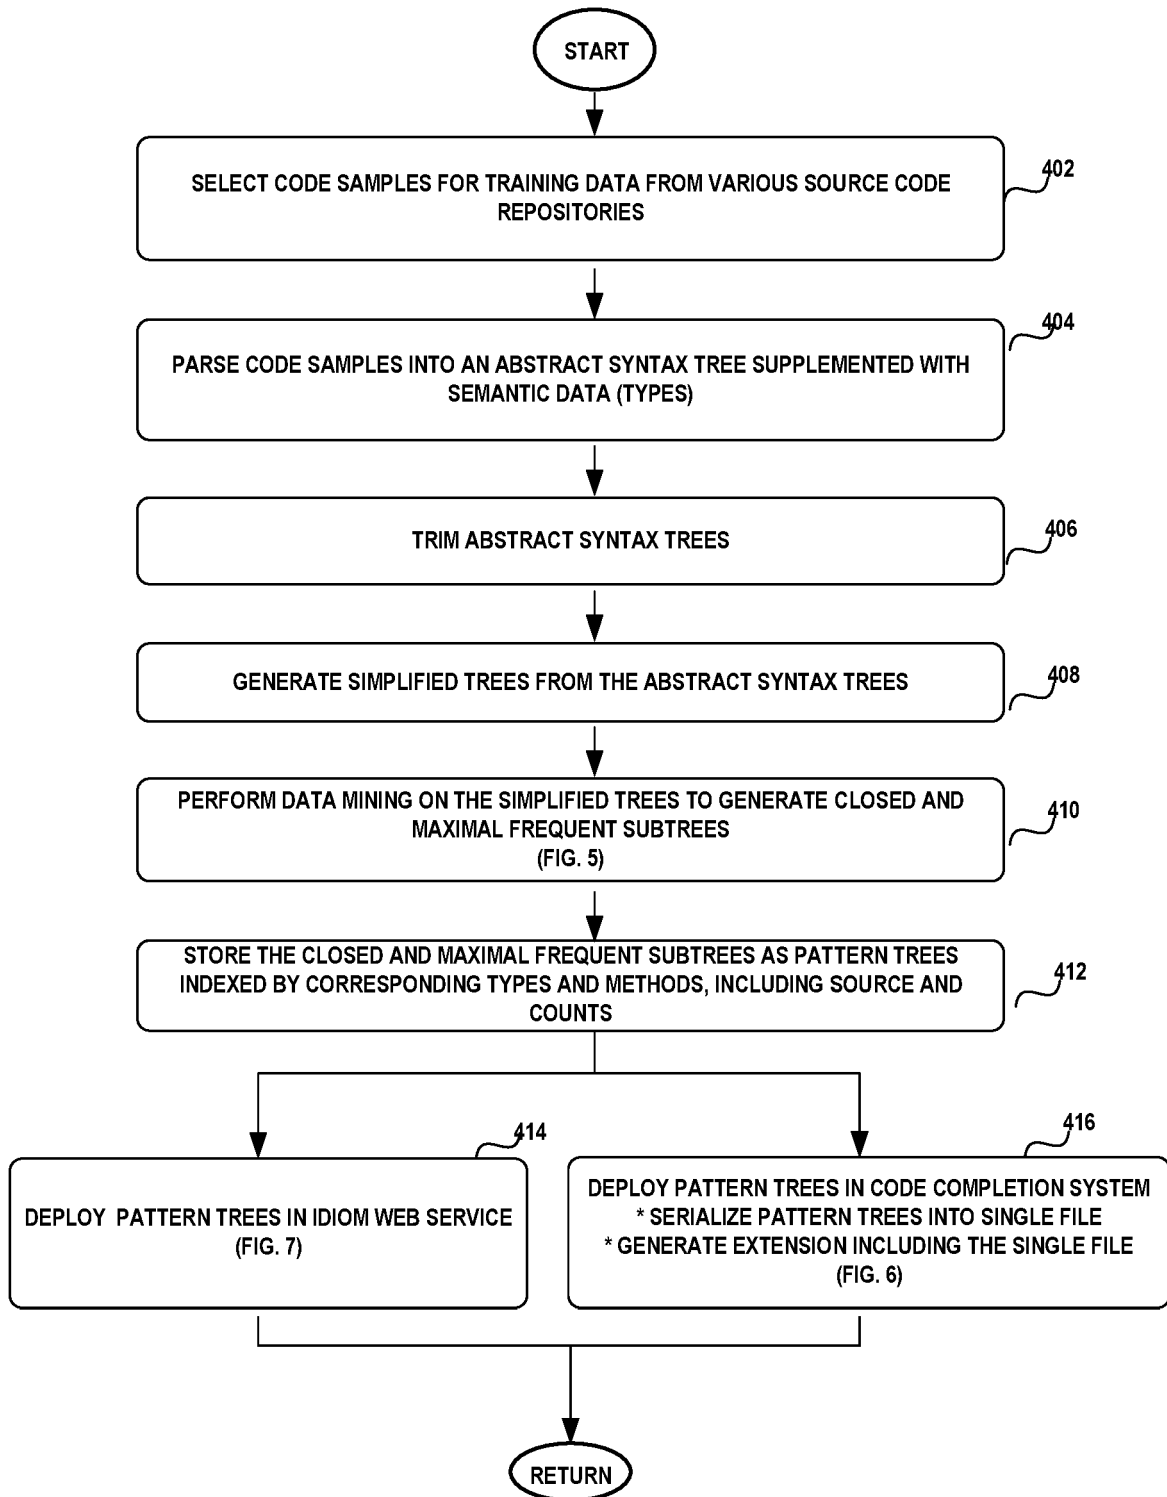 START
SELECT CODE SAMPLES FOR TRAINING DATA FROM VARIOUS SOURCE CODE
REPOSITORIES
402
PARSE CODE SAMPLES INTO AN ABSTRACT SYNTAX TREE SUPPLEMENTED WITH
SEMANTIC DATA (TYPES)
404
TRIM ABSTRACT SYNTAX TREES
406
GENERATE SIMPLIFIED TREES FROM THE ABSTRACT SYNTAX TREES
408
PERFORM DATA MINING ON THE SIMPLIFIED TREES TO GENERATE CLOSED AND
MAXIMAL FREQUENT SUBTREES
(FIG. 5)
410
STORE THE CLOSED AND MAXIMAL FREQUENT SUBTREES AS PATTERN TREES
INDEXED BY CORRESPONDING TYPES AND METHODS, INCLUDING SOURCE AND
COUNTS
412
414
DEPLOY PATTERN TREES IN IDIOM WEB SERVICE
(FIG. 7)
416
DEPLOY PATTERN TREES IN CODE COMPLETION SYSTEM
* SERIALIZE PATTERN TREES INTO SINGLE FILE
* GENERATE EXTENSION INCLUDING THE SINGLE FILE
(FIG. 6)
RETURN